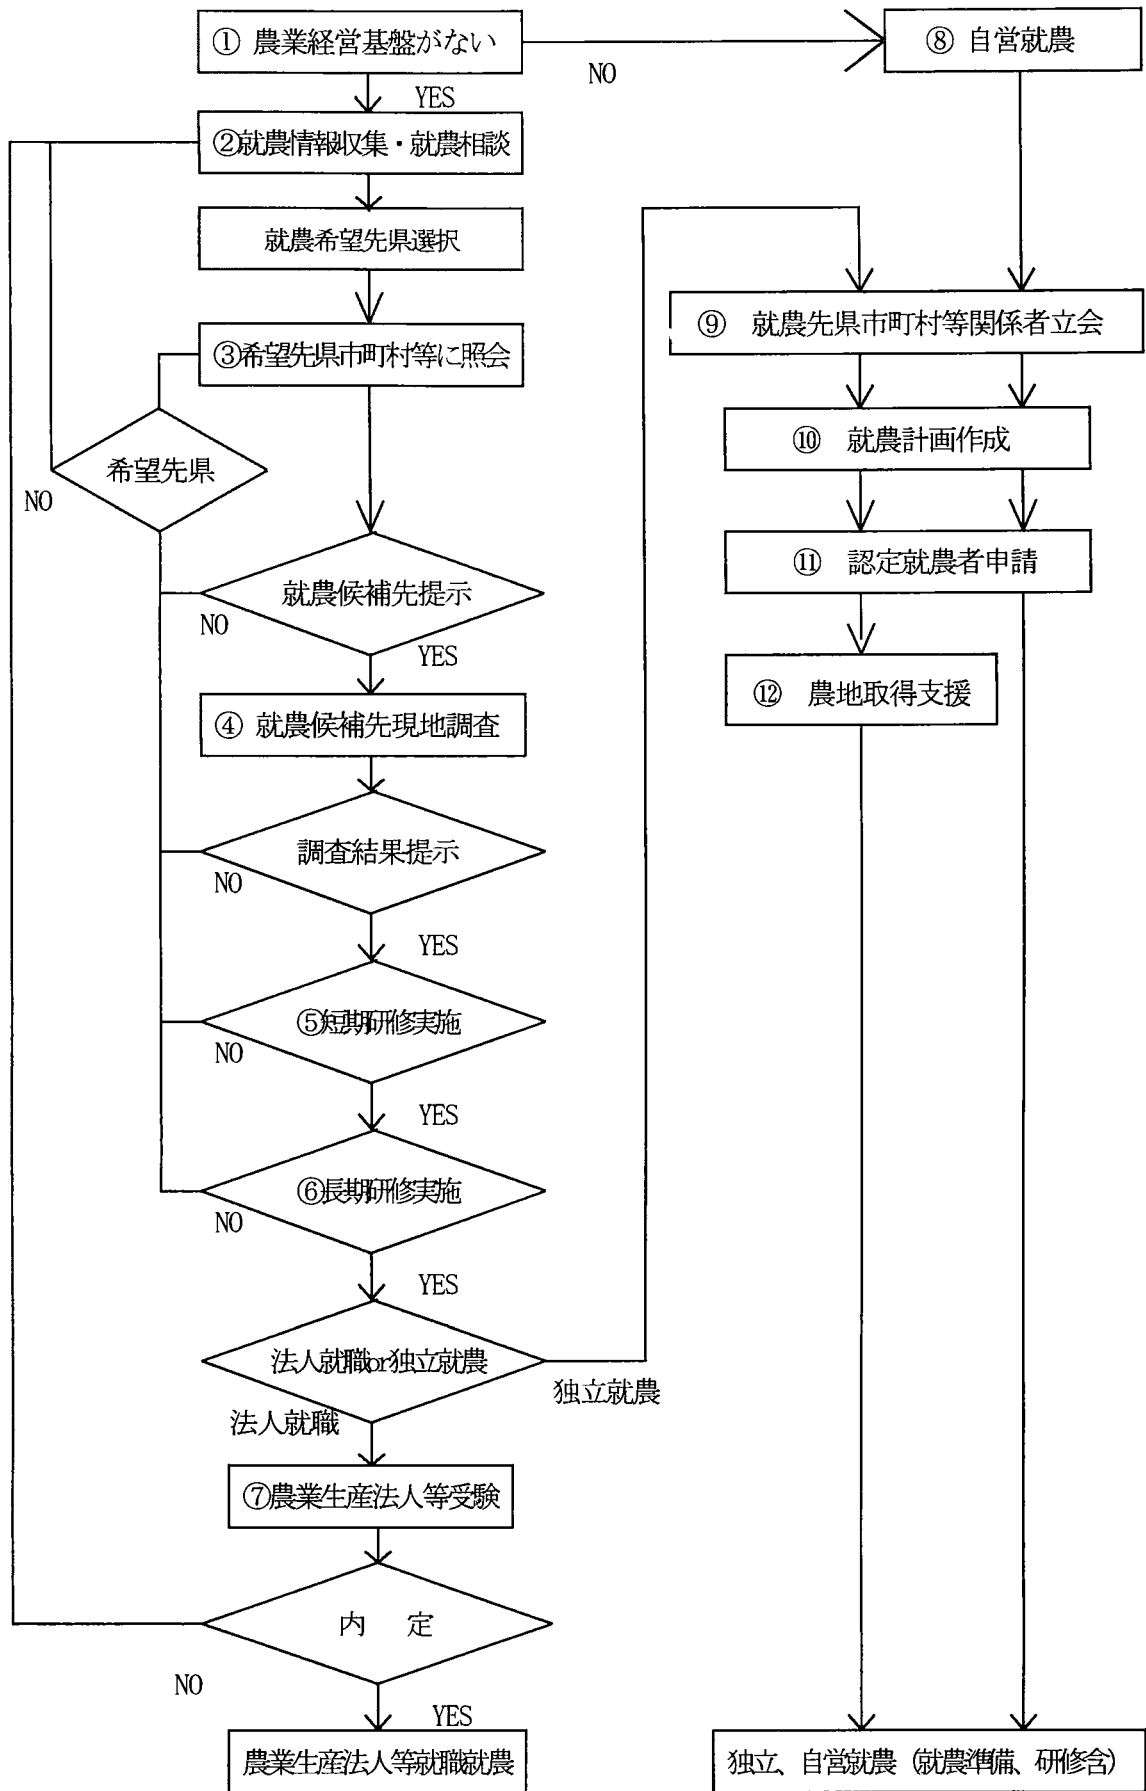 ① 農業経営基盤がない
NO
⑧ 自営就農
YES
②就農情報収集・就農相談
就農希望先県選択
③希望先県市町村等に照会
希望先県
NO
就農候補先提示
NO
YES
④ 就農候補先現地調査
調査結果提示
NO
YES
⑤短期研修実施
NO
YES
⑥長期研修実施
NO
YES
法人就職or独立就農
独立就農
法人就職
⑦農業生産法人等受験
内 定
NO
YES
農業生産法人等就職就農
⑨ 就農先県市町村等関係者立会
⑩ 就農計画作成
⑪ 認定就農者申請
⑫ 農地取得支援
独立、自営就農（就農準備、研修含）